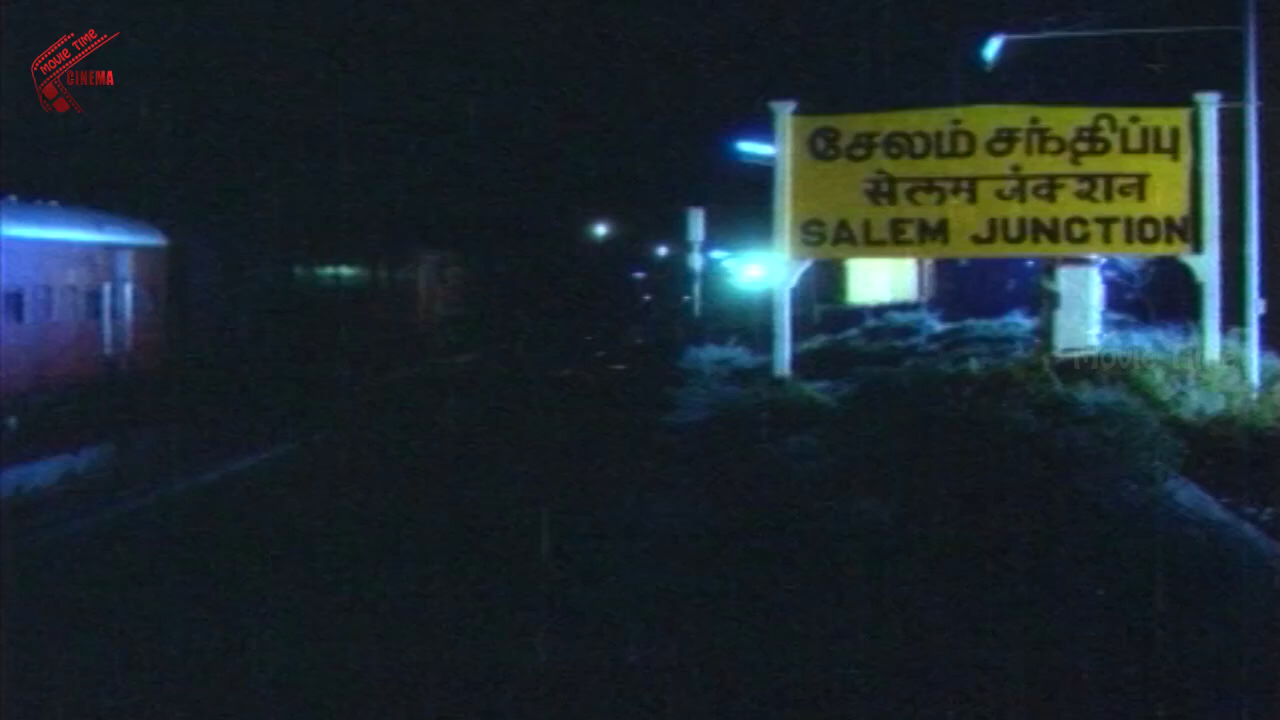 MOVIE TIME
CINEMA
சேலம் சந்திப்பு
सेलम जंक्शन
SALEM JUNCTION
Movie Time